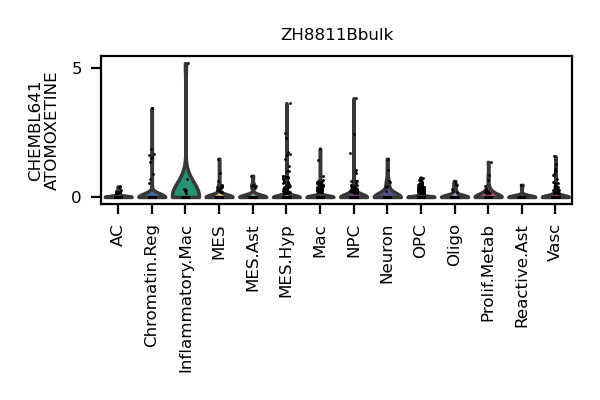 ZH8811Bbulk
CHEMBL641
ATOMOXETINE
5
0
AC
Chromatin.Reg
Inflammatory.Mac
MES
MES.Ast
MES.Hyp
Mac
NPC
Neuron
OPC
Oligo
Prolif.Metab
Reactive.Ast
Vasc